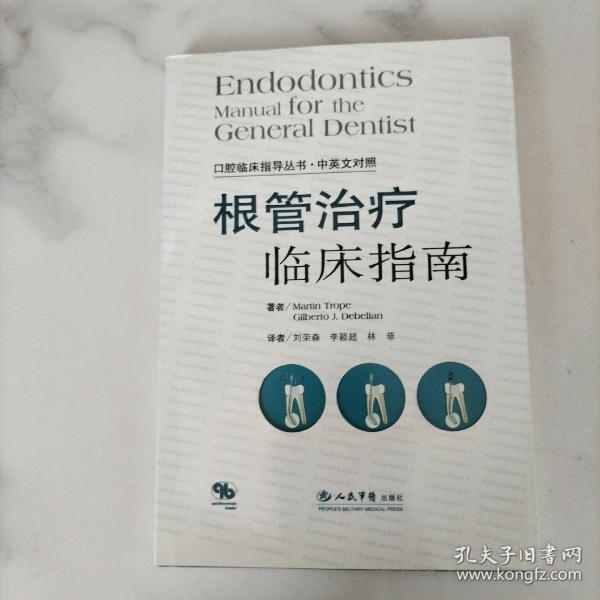 Endodontics
Manual for the
General Dentist
口腔临床指导丛书·中英文对照
根管治疗
临床指南
著者/Martin Trope
Gilberto J. Debelian
译者/刘荣森 李颖超 林 菲
qb
quintessence
books
人民军医出版社
PEOPLE'S MILITARY MEDICAL PRESS
孔夫子旧书网
www.kongfz.com